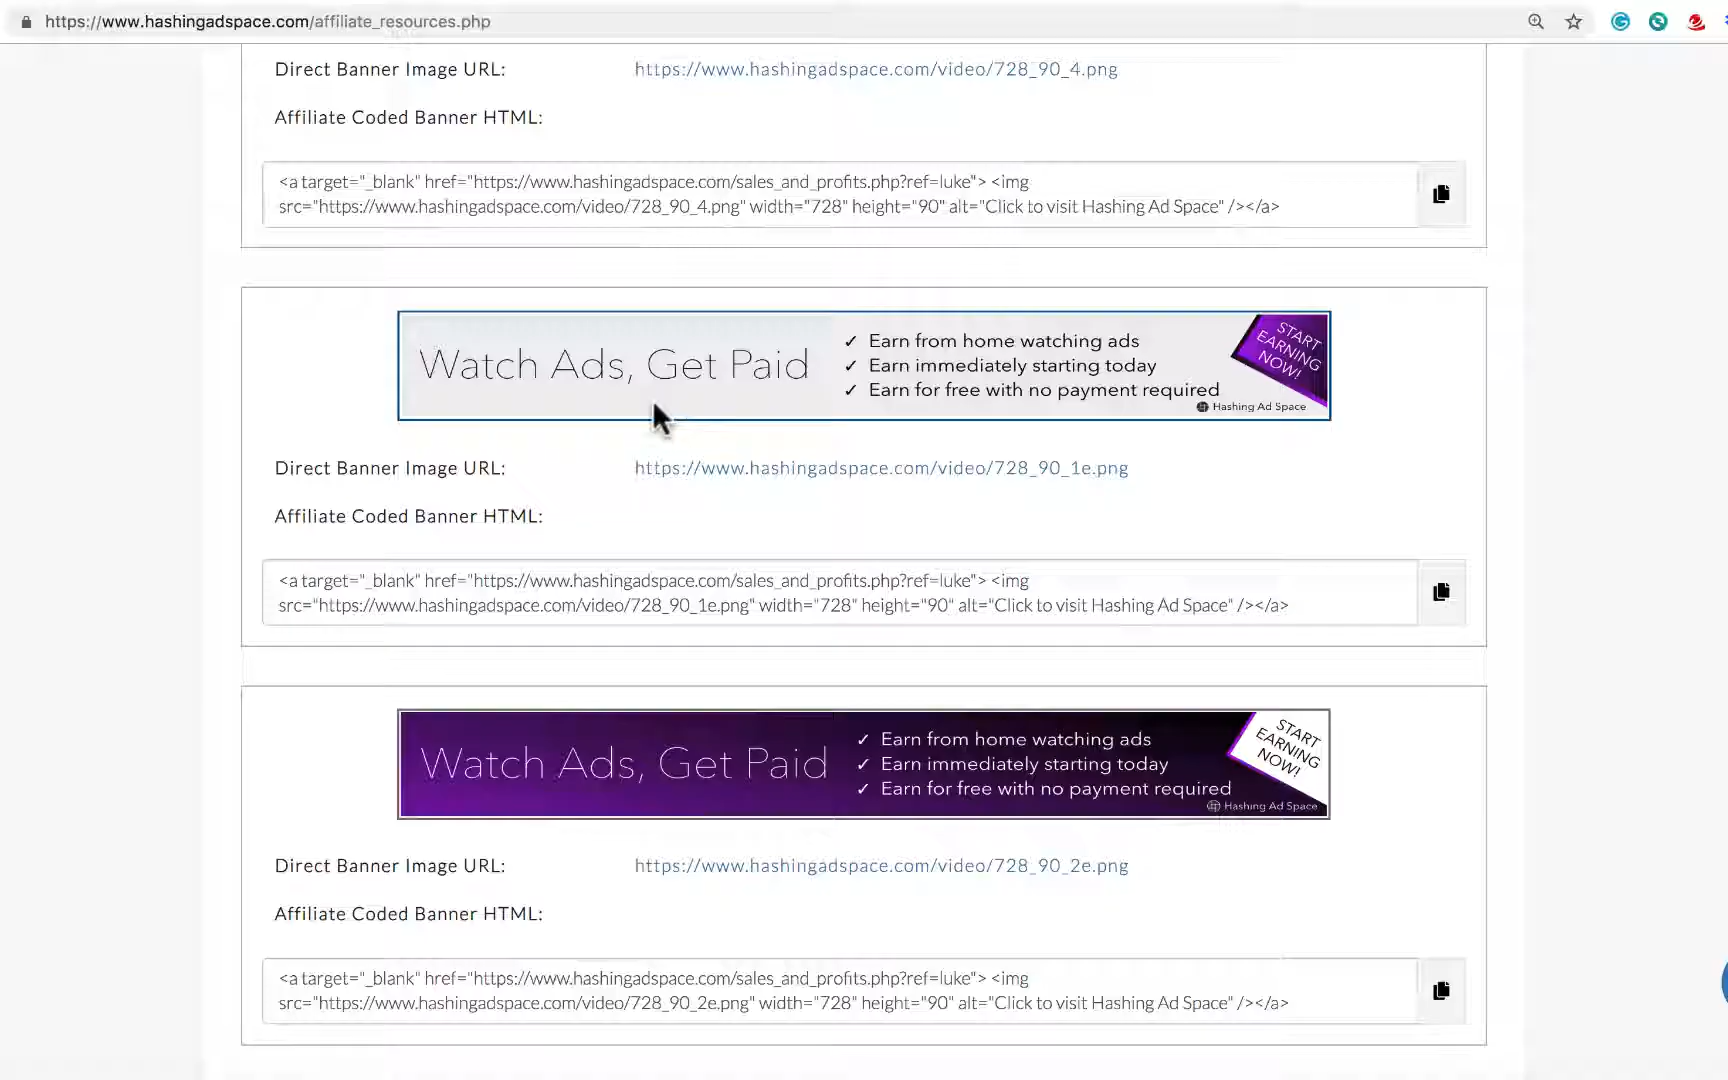 https://www.hashingadspace.com/affiliate_resources.php
Direct Banner Image URL: https://www.hashingadspace.com/video/728_90_4.png
Affiliate Coded Banner HTML:
<a target="_blank" href="https://www.hashingadspace.com/sales_and_profits.php?ref=luke"> <img
src="https://www.hashingadspace.com/video/728_90_4.png" width="728" height="90" alt="Click to visit Hashing Ad Space" /></a>
Watch Ads, Get Paid
✓ Earn from home watching ads
✓ Earn immediately starting today
✓ Earn for free with no payment required
START
EARNING
NOW!
Hashing Ad Space
Direct Banner Image URL: https://www.hashingadspace.com/video/728_90_1e.png
Affiliate Coded Banner HTML:
<a target="_blank" href="https://www.hashingadspace.com/sales_and_profits.php?ref=luke"> <img
src="https://www.hashingadspace.com/video/728_90_1e.png" width="728" height="90" alt="Click to visit Hashing Ad Space" /></a>
Watch Ads, Get Paid
✓ Earn from home watching ads
✓ Earn immediately starting today
✓ Earn for free with no payment required
START
EARNING
NOW!
Hashing Ad Space
Direct Banner Image URL: https://www.hashingadspace.com/video/728_90_2e.png
Affiliate Coded Banner HTML:
<a target="_blank" href="https://www.hashingadspace.com/sales_and_profits.php?ref=luke"> <img
src="https://www.hashingadspace.com/video/728_90_2e.png" width="728" height="90" alt="Click to visit Hashing Ad Space" /></a>